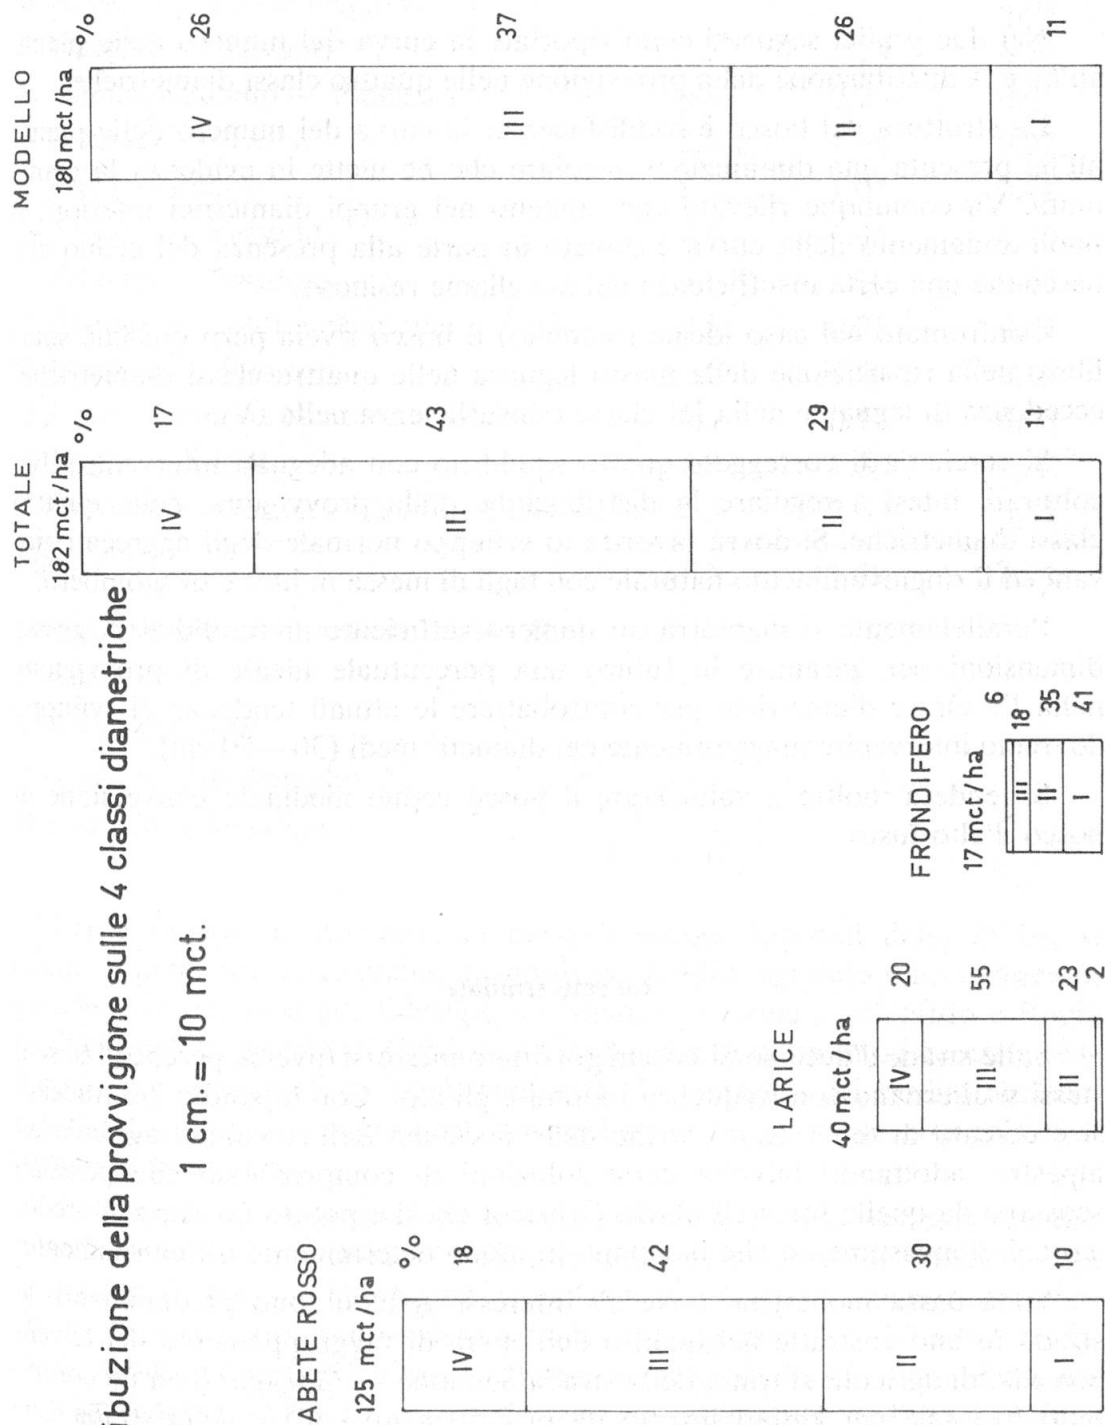 ibuzione della provvigione sulle 4 classi diametriche
1 cm. = 10 mct.
ABETE ROSSO
125 mct/ha
%
IV 18
III 42
II 30
I 10
LARICE
40 mct/ha
IV 20
III 55
II 23
2
FRONDIFERO
17 mct/ha
6
III 18
II 35
I 41
TOTALE
182 mct/ha
%
IV 17
III 43
II 29
I 11
MODELLO
180 mct/ha
%
IV 26
III 37
II 26
I 11